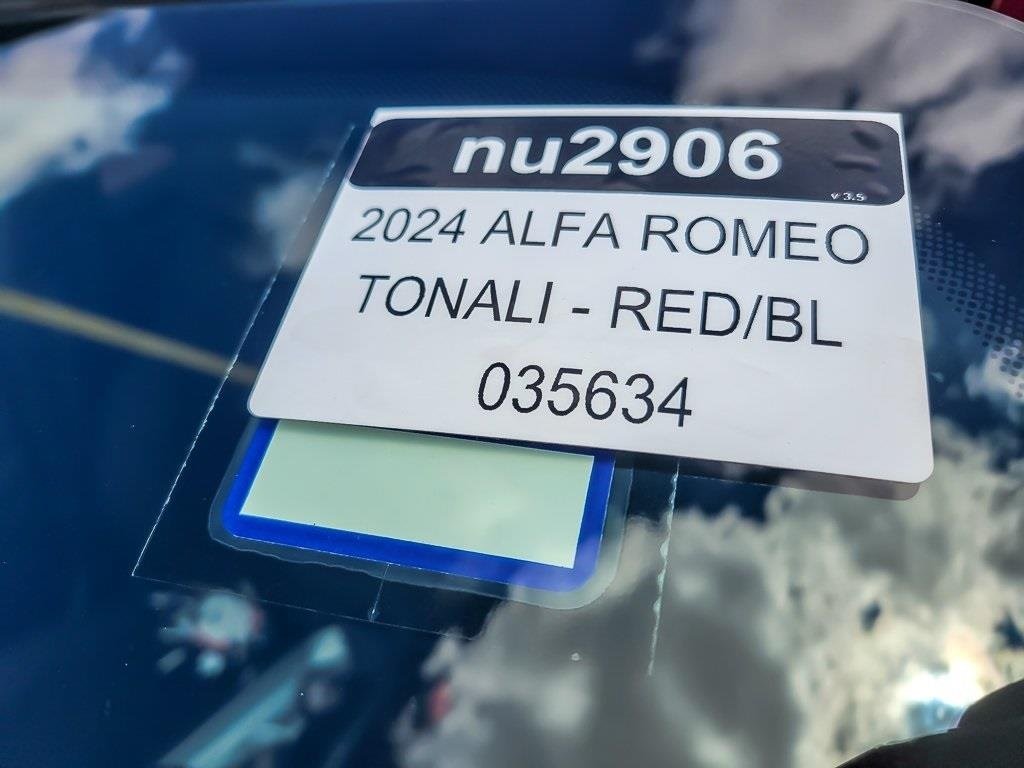 nu2906
v 3.5
2024 ALFA ROMEO
TONALI - RED/BL
035634